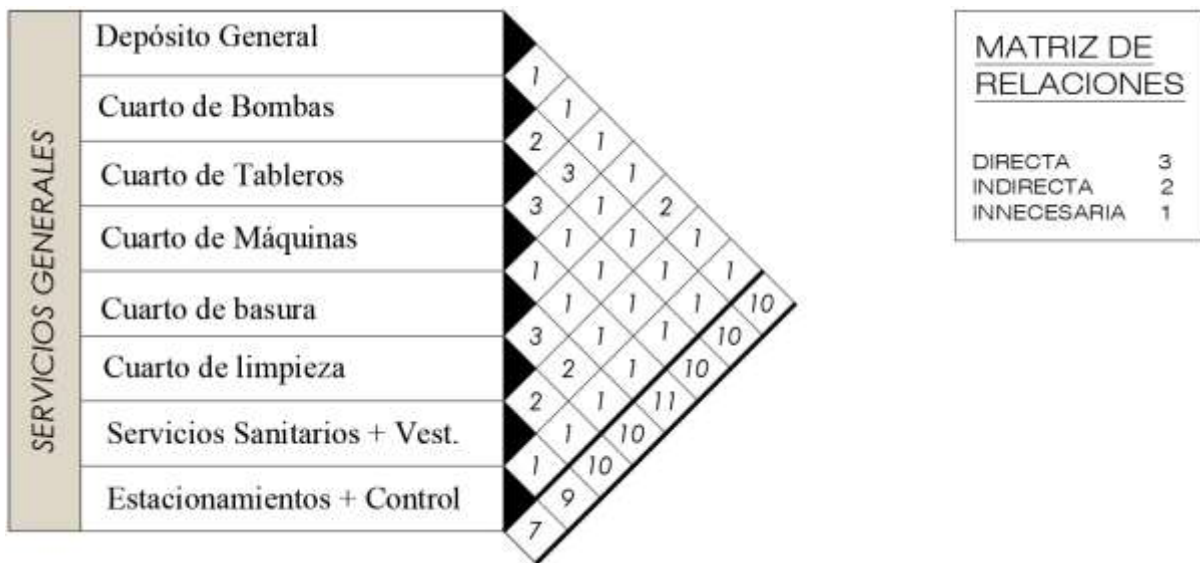 SERVICIOS GENERALES
Depósito General
Cuarto de Bombas
Cuarto de Tableros
Cuarto de Máquinas
Cuarto de basura
Cuarto de limpieza
Servicios Sanitarios + Vest.
Estacionamientos + Control
1
1
2 1
3 1
3 1 2
1 1 1
1 1 1 1
1 1 1 10
3 1 1 10
2 1 10
2 1 11
1 10
1 10
9
7
MATRIZ DE
RELACIONES
DIRECTA 3
INDIRECTA 2
INNECESARIA 1